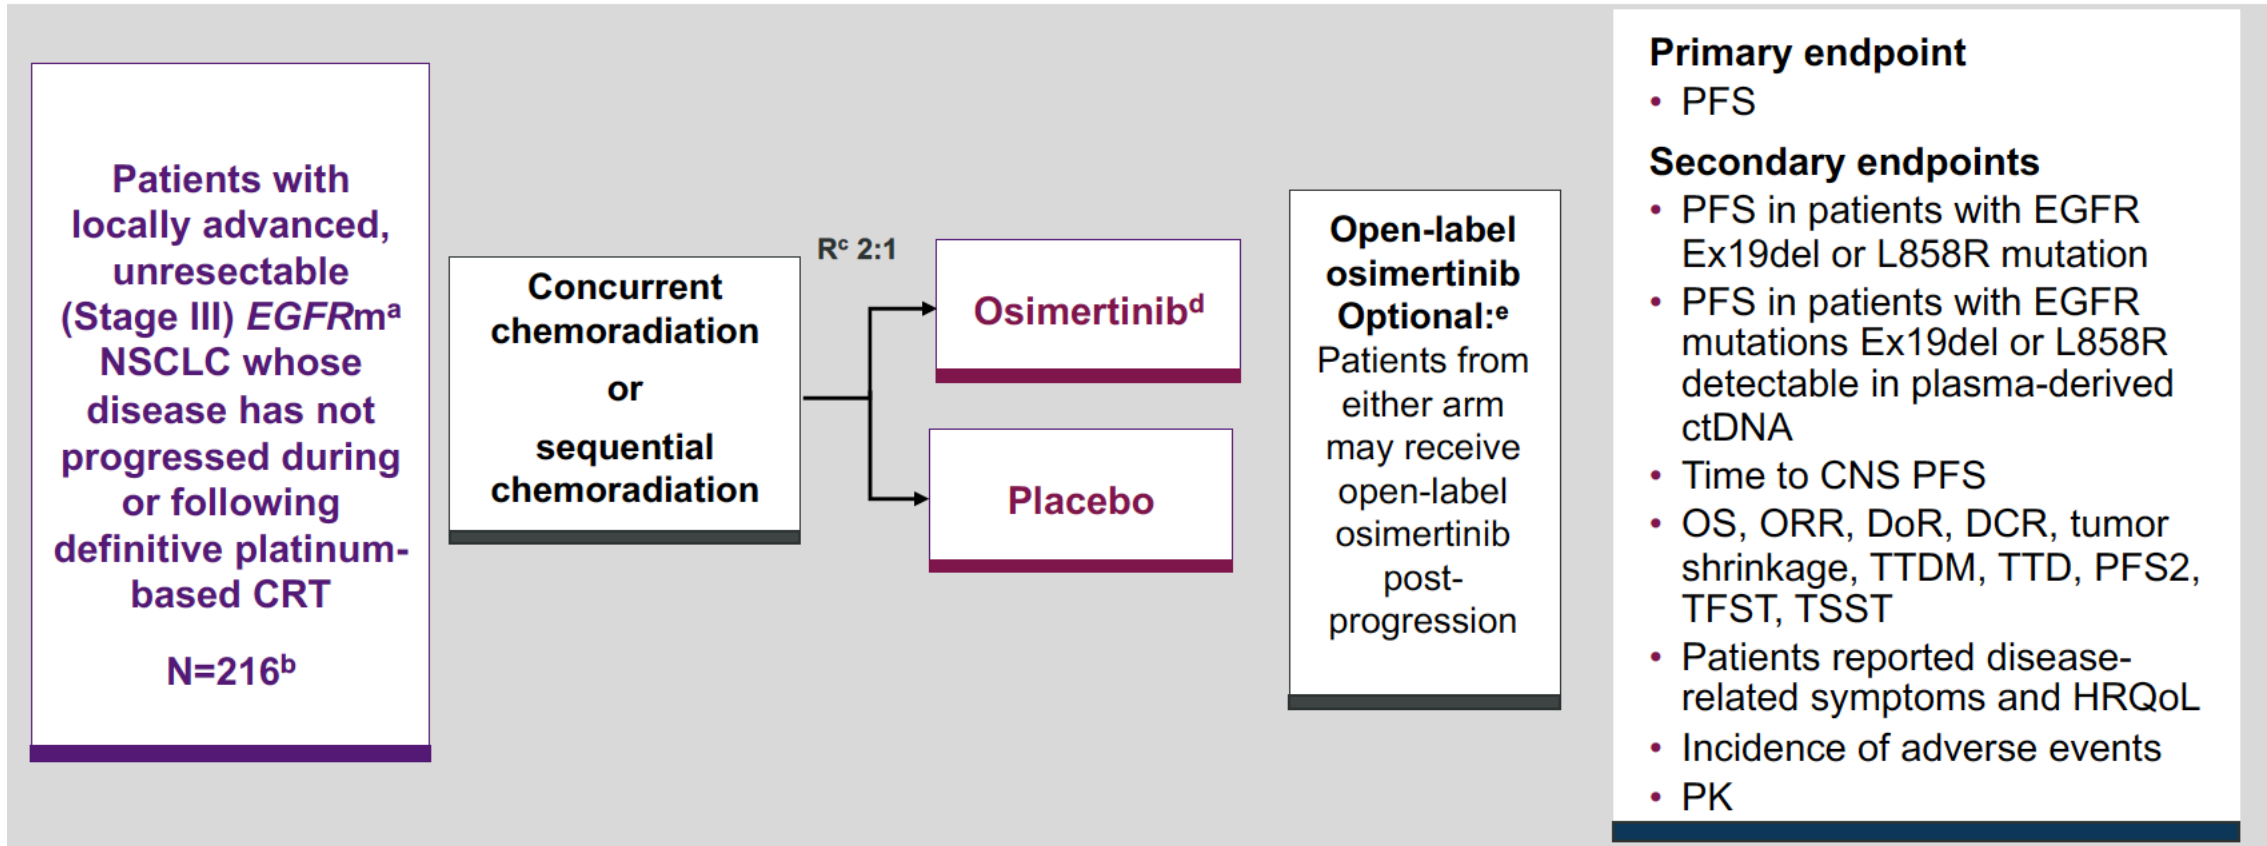 Patients with
locally advanced,
unresectable
(Stage III) EGFRmᵃ
NSCLC whose
disease has not
progressed during
or following
definitive platinum-
based CRT
N=216ᵇ
Concurrent
chemoradiation
or
sequential
chemoradiation
Rᶜ 2:1
Osimertinibᵈ
Placebo
Open-label
osimertinib
Optional:ᵉ
Patients from
either arm
may receive
open-label
osimertinib
post-
progression
Primary endpoint
• PFS
Secondary endpoints
• PFS in patients with EGFR
Ex19del or L858R mutation
• PFS in patients with EGFR
mutations Ex19del or L858R
detectable in plasma-derived
ctDNA
• Time to CNS PFS
• OS, ORR, DoR, DCR, tumor
shrinkage, TTDM, TTD, PFS2,
TFST, TSST
• Patients reported disease-
related symptoms and HRQoL
• Incidence of adverse events
• PK